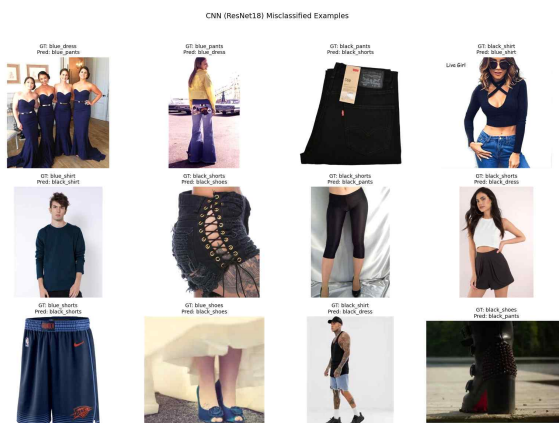 CNN (ResNet18) Misclassified Examples
GT: blue_dress
Pred: blue_pants
GT: blue_pants
Pred: blue_dress
GT: black_pants
Pred: black_shorts
GT: black_shirt
Pred: blue_shirt
Live Girl
GT: blue_shirt
Pred: black_shirt
GT: black_shorts
Pred: black_shoes
GT: black_shorts
Pred: black_pants
GT: black_shorts
Pred: black_dress
GT: blue_shorts
Pred: black_shorts
GT: blue_shoes
Pred: black_shoes
GT: black_shirt
Pred: black_dress
GT: black_shoes
Pred: black_pants